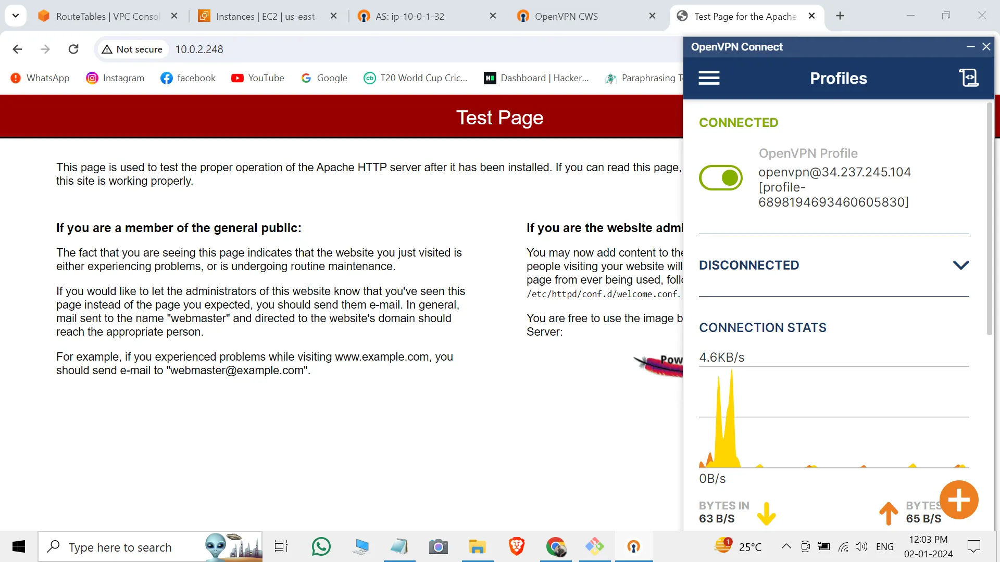 RouteTables | VPC Consol
Instances | EC2 | us-east-
AS: ip-10-0-1-32
OpenVPN CWS
Test Page for the Apache
Not secure
10.0.2.248
WhatsApp
Instagram
facebook
YouTube
Google
cb
T20 World Cup Cric...
Dashboard | Hacker...
Paraphrasing T
Test Page
This page is used to test the proper operation of the Apache HTTP server after it has been installed. If you can read this page,
this site is working properly.
If you are a member of the general public:
The fact that you are seeing this page indicates that the website you just visited is
either experiencing problems, or is undergoing routine maintenance.
If you would like to let the administrators of this website know that you've seen this
page instead of the page you expected, you should send them e-mail. In general,
mail sent to the name "webmaster" and directed to the website's domain should
reach the appropriate person.
For example, if you experienced problems while visiting www.example.com, you
should send e-mail to "webmaster@example.com".
If you are the website admi
You may now add content to the
people visiting your website will
page from ever being used, follo
/etc/httpd/conf.d/welcome.conf.
You are free to use the image b
Server:
Pow
OpenVPN Connect
Profiles
CONNECTED
OpenVPN Profile
openvpn@34.237.245.104
[profile-
6898194693460605830]
DISCONNECTED
CONNECTION STATS
4.6KB/s
0B/s
BYTES IN
63 B/S
BYTES
65 B/S
Type here to search
1
25°C
ENG
12:03 PM
02-01-2024